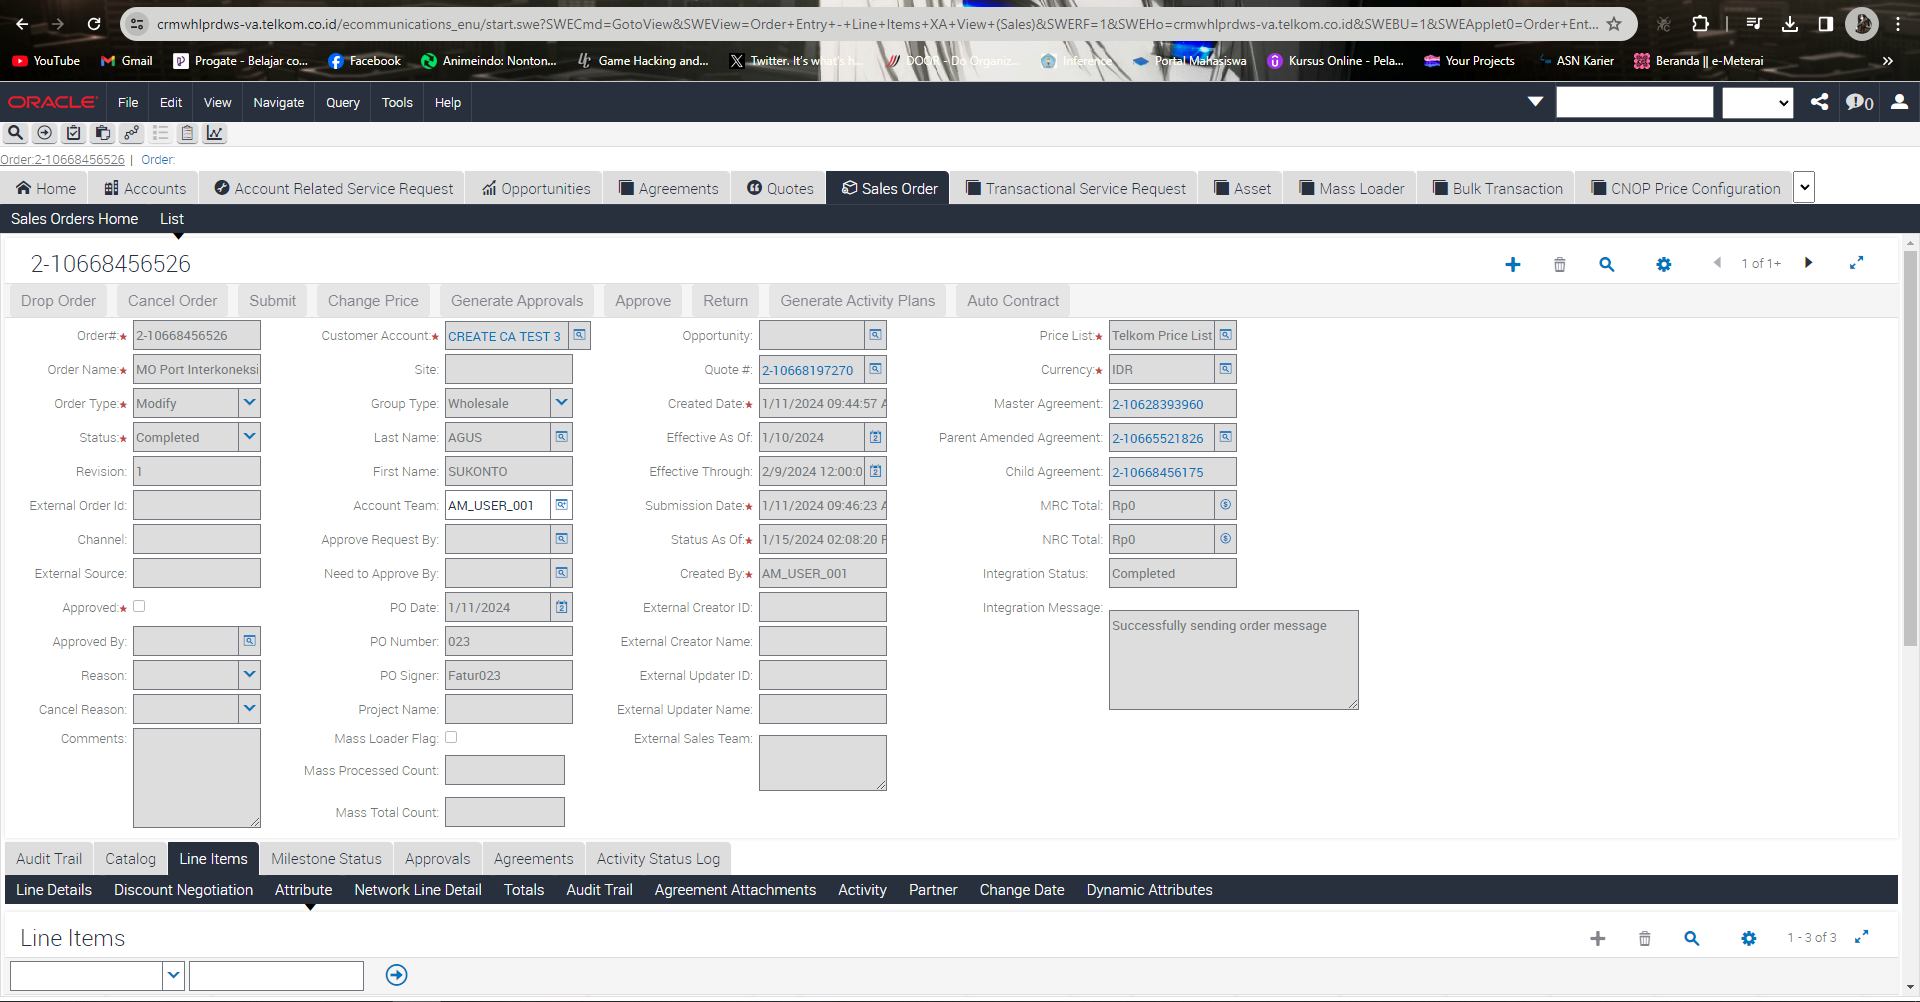 crmwhlprdws-va.telkom.co.id/ecommunications_enu/start.swe?SWECmd=GotoView&SWEView=Order+Entry+-+Line+Items+XA+View+(Sales)&SWERF=1&SWEHo=crmwhlprdws-va.telkom.co.id&SWEBU=1&SWEApplet0=Order+Ent...
YouTube Gmail Progate - Belajar co... Facebook Animeindo: Nonton... Game Hacking and... Twitter. It's what's h... DOOR - Do Organiz... Inference Portal Mahasiswa Kursus Online - Pela... Your Projects ASN Karier Beranda || e-Meterai »
ORACLE File Edit View Navigate Query Tools Help 0
Order:2-10668456526 | Order:
Home Accounts Account Related Service Request Opportunities Agreements Quotes Sales Order Transactional Service Request Asset Mass Loader Bulk Transaction CNOP Price Configuration
Sales Orders Home List
2-10668456526 1 of 1+
Drop Order Cancel Order Submit Change Price Generate Approvals Approve Return Generate Activity Plans Auto Contract
Order#:★ 2-10668456526 Customer Account:★ CREATE CA TEST 3 Opportunity: Price List:★ Telkom Price List
Order Name:★ MO Port Interkoneksi Site: Quote #: 2-10668197270 Currency:★ IDR
Order Type:★ Modify Group Type: Wholesale Created Date:★ 1/11/2024 09:44:57 A Master Agreement: 2-10628393960
Status:★ Completed Last Name: AGUS Effective As Of: 1/10/2024 Parent Amended Agreement: 2-10665521826
Revision: 1 First Name: SUKONTO Effective Through: 2/9/2024 12:00:0 Child Agreement: 2-10668456175
External Order Id: Account Team: AM_USER_001 Submission Date:★ 1/11/2024 09:46:23 A MRC Total: Rp0
Channel: Approve Request By: Status As Of:★ 1/15/2024 02:08:20 P NRC Total: Rp0
External Source: Need to Approve By: Created By:★ AM_USER_001 Integration Status: Completed
Approved:★ PO Date: 1/11/2024 External Creator ID: Integration Message: Successfully sending order message
Approved By: PO Number: 023 External Creator Name:
Reason: PO Signer: Fatur023 External Updater ID:
Cancel Reason: Project Name: External Updater Name:
Comments: Mass Loader Flag: External Sales Team:
Mass Processed Count:
Mass Total Count:
Audit Trail Catalog Line Items Milestone Status Approvals Agreements Activity Status Log
Line Details Discount Negotiation Attribute Network Line Detail Totals Audit Trail Agreement Attachments Activity Partner Change Date Dynamic Attributes
Line Items 1 - 3 of 3